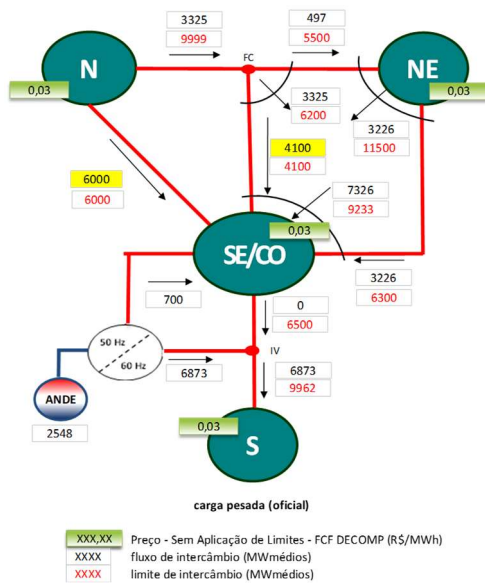 3325
9999
497
5500
FC
N
NE
0,03
0,03
3325
6200
3226
11500
4100
4100
6000
6000
7326
9233
0,03
SE/CO
3226
6300
700
0
6500
50 Hz
60 Hz
IV
6873
6873
9962
ANDE
2548
0,03
S
carga pesada (oficial)
XXX,XX Preço - Sem Aplicação de Limites - FCF DECOMP (R$/MWh)
XXXX fluxo de intercâmbio (MWmédios)
XXXX limite de intercâmbio (MWmédios)